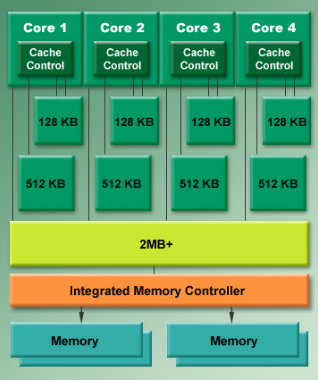 Core 1 Core 2 Core 3 Core 4
Cache Cache Cache Cache
Control Control Control Control
128 KB 128 KB 128 KB 128 KB
512 KB 512 KB 512 KB 512 KB
2MB+
Integrated Memory Controller
Memory Memory